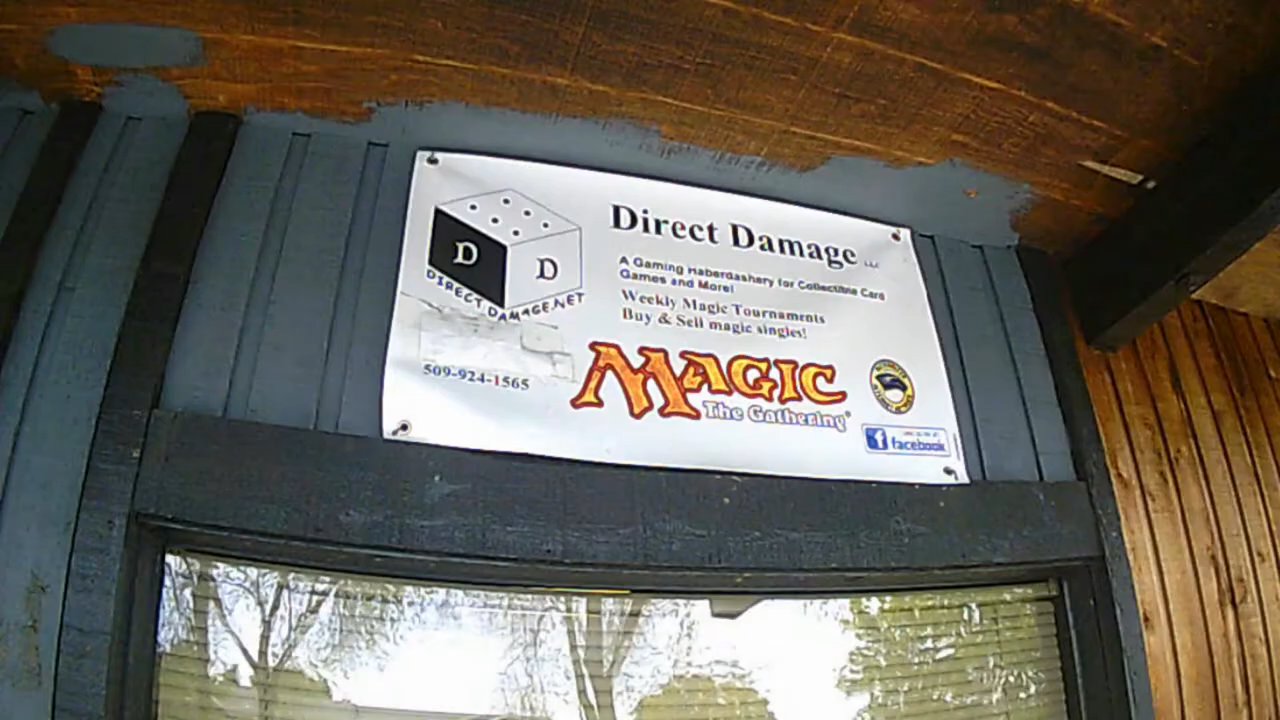 Direct Damage LLC
A Gaming Haberdashery for Collectible Card
Games and More!
Weekly Magic Tournaments
Buy & Sell magic singles!
D
D
DIRECT DAMAGE.NET
509-924-1565
MAGIC
The Gathering®
f facebook